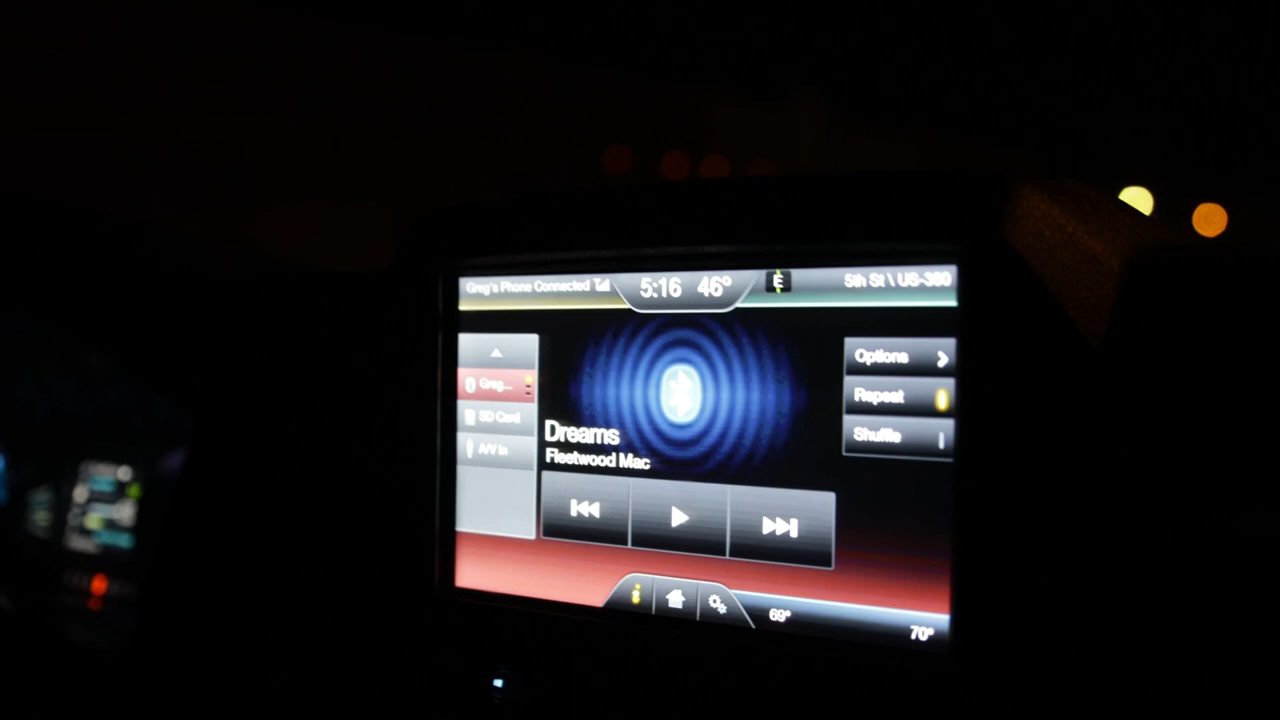 Greg's Phone Connected
5:16 46°
E
5th St \ US-380
Greg...
SD Card
A/V In
Dreams
Fleetwood Mac
Options
Repeat
Shuffle
69°
70°